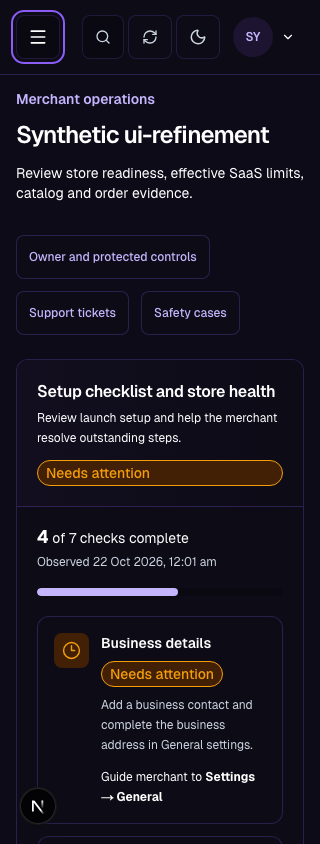 SY
Merchant operations
Synthetic ui-refinement
Review store readiness, effective SaaS limits,
catalog and order evidence.
Owner and protected controls
Support tickets
Safety cases
Setup checklist and store health
Review launch setup and help the merchant
resolve outstanding steps.
Needs attention
4 of 7 checks complete
Observed 22 Oct 2026, 12:01 am
Business details
Needs attention
Add a business contact and
complete the business
address in General settings.
Guide merchant to Settings
→ General
N